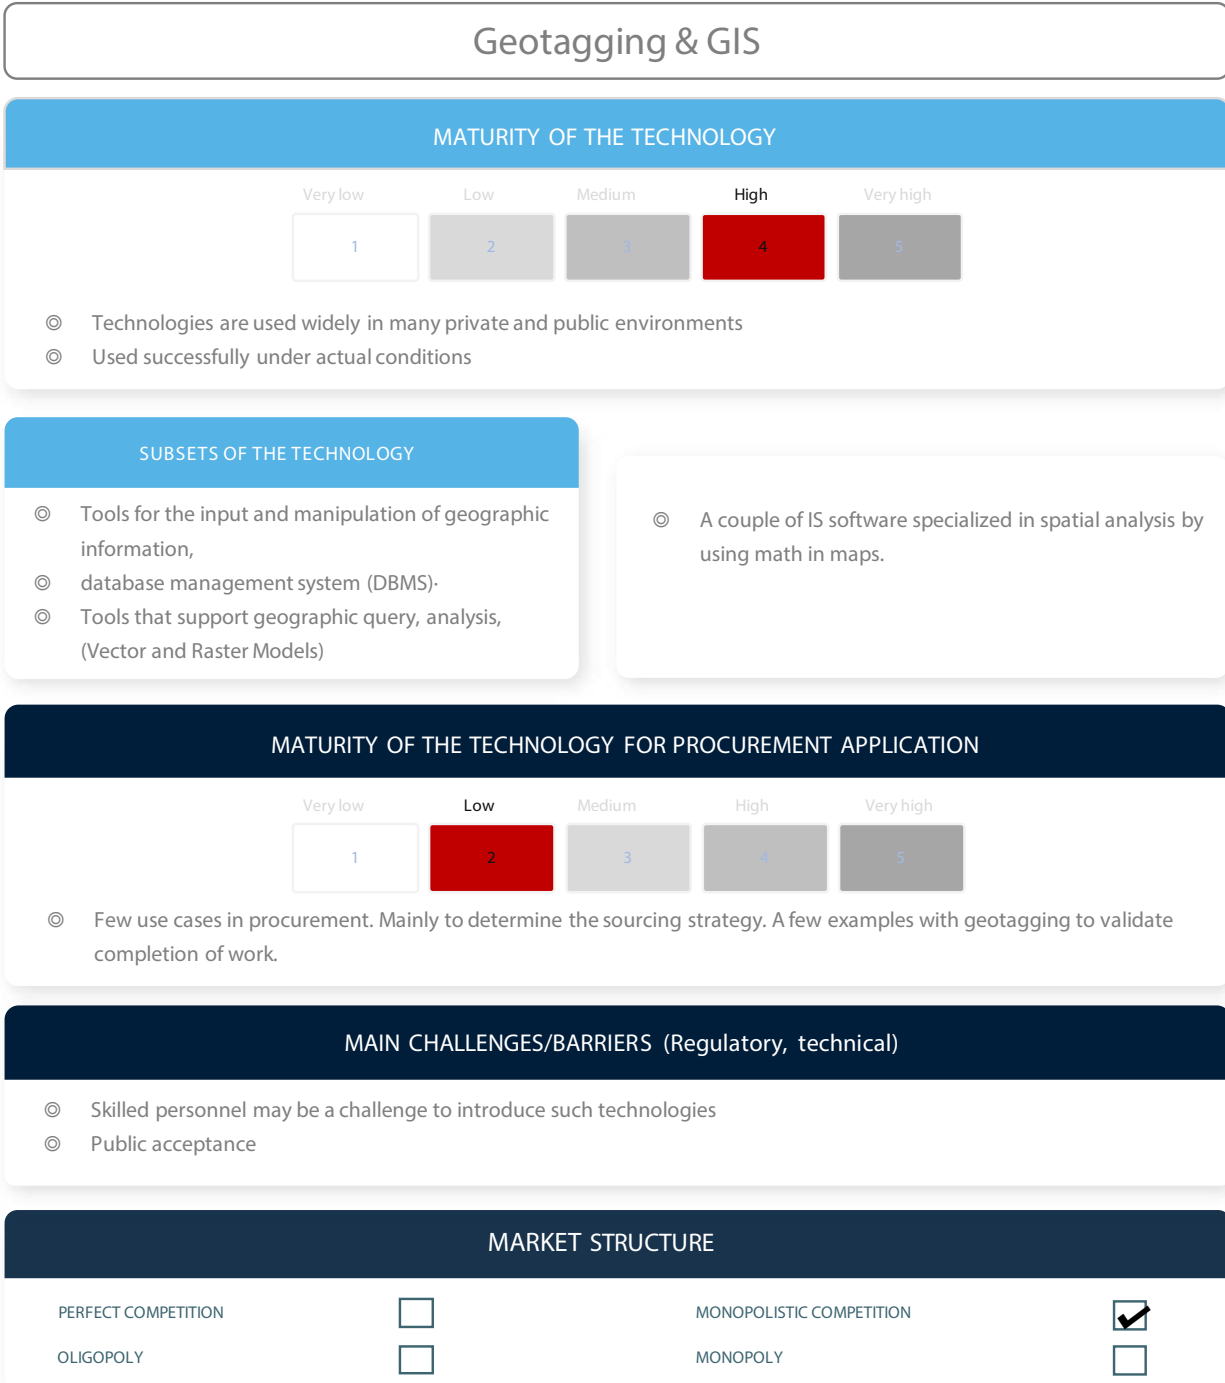 Geotagging & GIS
MATURITY OF THE TECHNOLOGY
Very low Low Medium High Very high
1 2 3 4 5
◎ Technologies are used widely in many private and public environments
◎ Used successfully under actual conditions
SUBSETS OF THE TECHNOLOGY
◎ Tools for the input and manipulation of geographic
information,
◎ database management system (DBMS)·
◎ Tools that support geographic query, analysis,
(Vector and Raster Models)
◎ A couple of IS software specialized in spatial analysis by
using math in maps.
MATURITY OF THE TECHNOLOGY FOR PROCUREMENT APPLICATION
Very low Low Medium High Very high
1 2 3 4 5
◎ Few use cases in procurement. Mainly to determine the sourcing strategy. A few examples with geotagging to validate
completion of work.
MAIN CHALLENGES/BARRIERS (Regulatory, technical)
◎ Skilled personnel may be a challenge to introduce such technologies
◎ Public acceptance
MARKET STRUCTURE
PERFECT COMPETITION MONOPOLISTIC COMPETITION ✔
OLIGOPOLY MONOPOLY